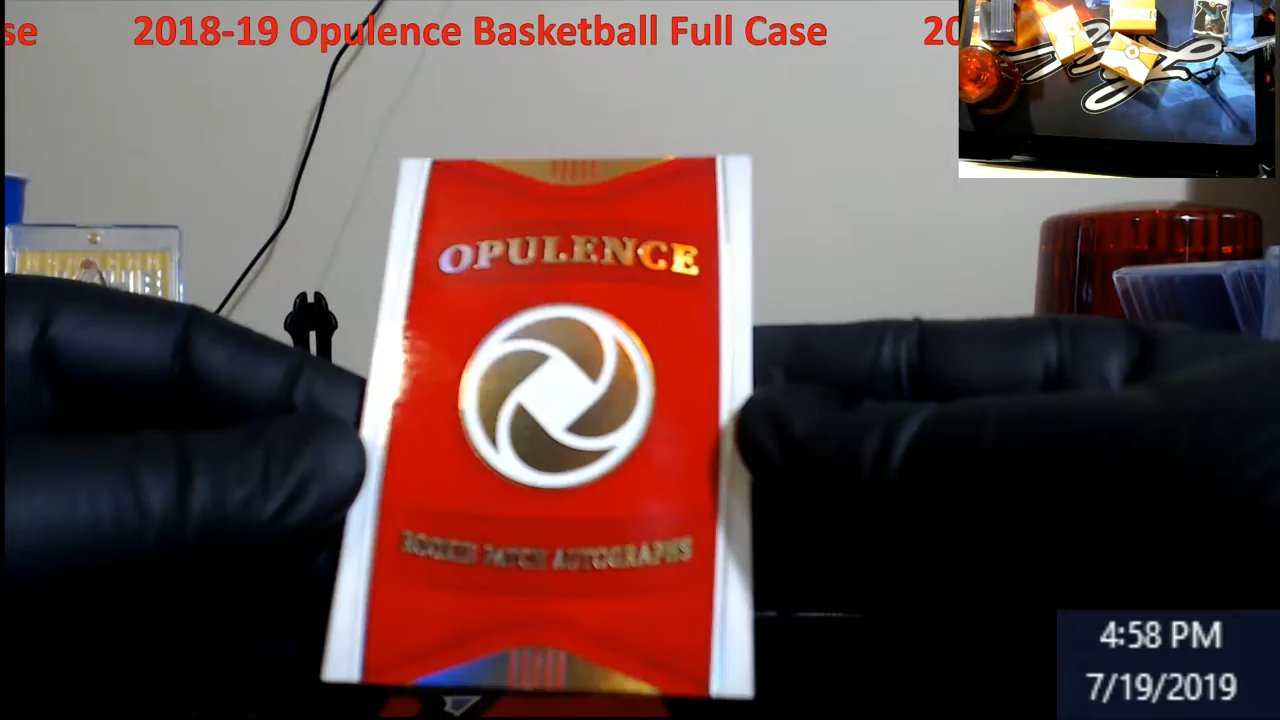 se 2018-19 Opulence Basketball Full Case 20
OPULENCE
ROOKIE PATCH AUTOGRAPHS
4:58 PM
7/19/2019